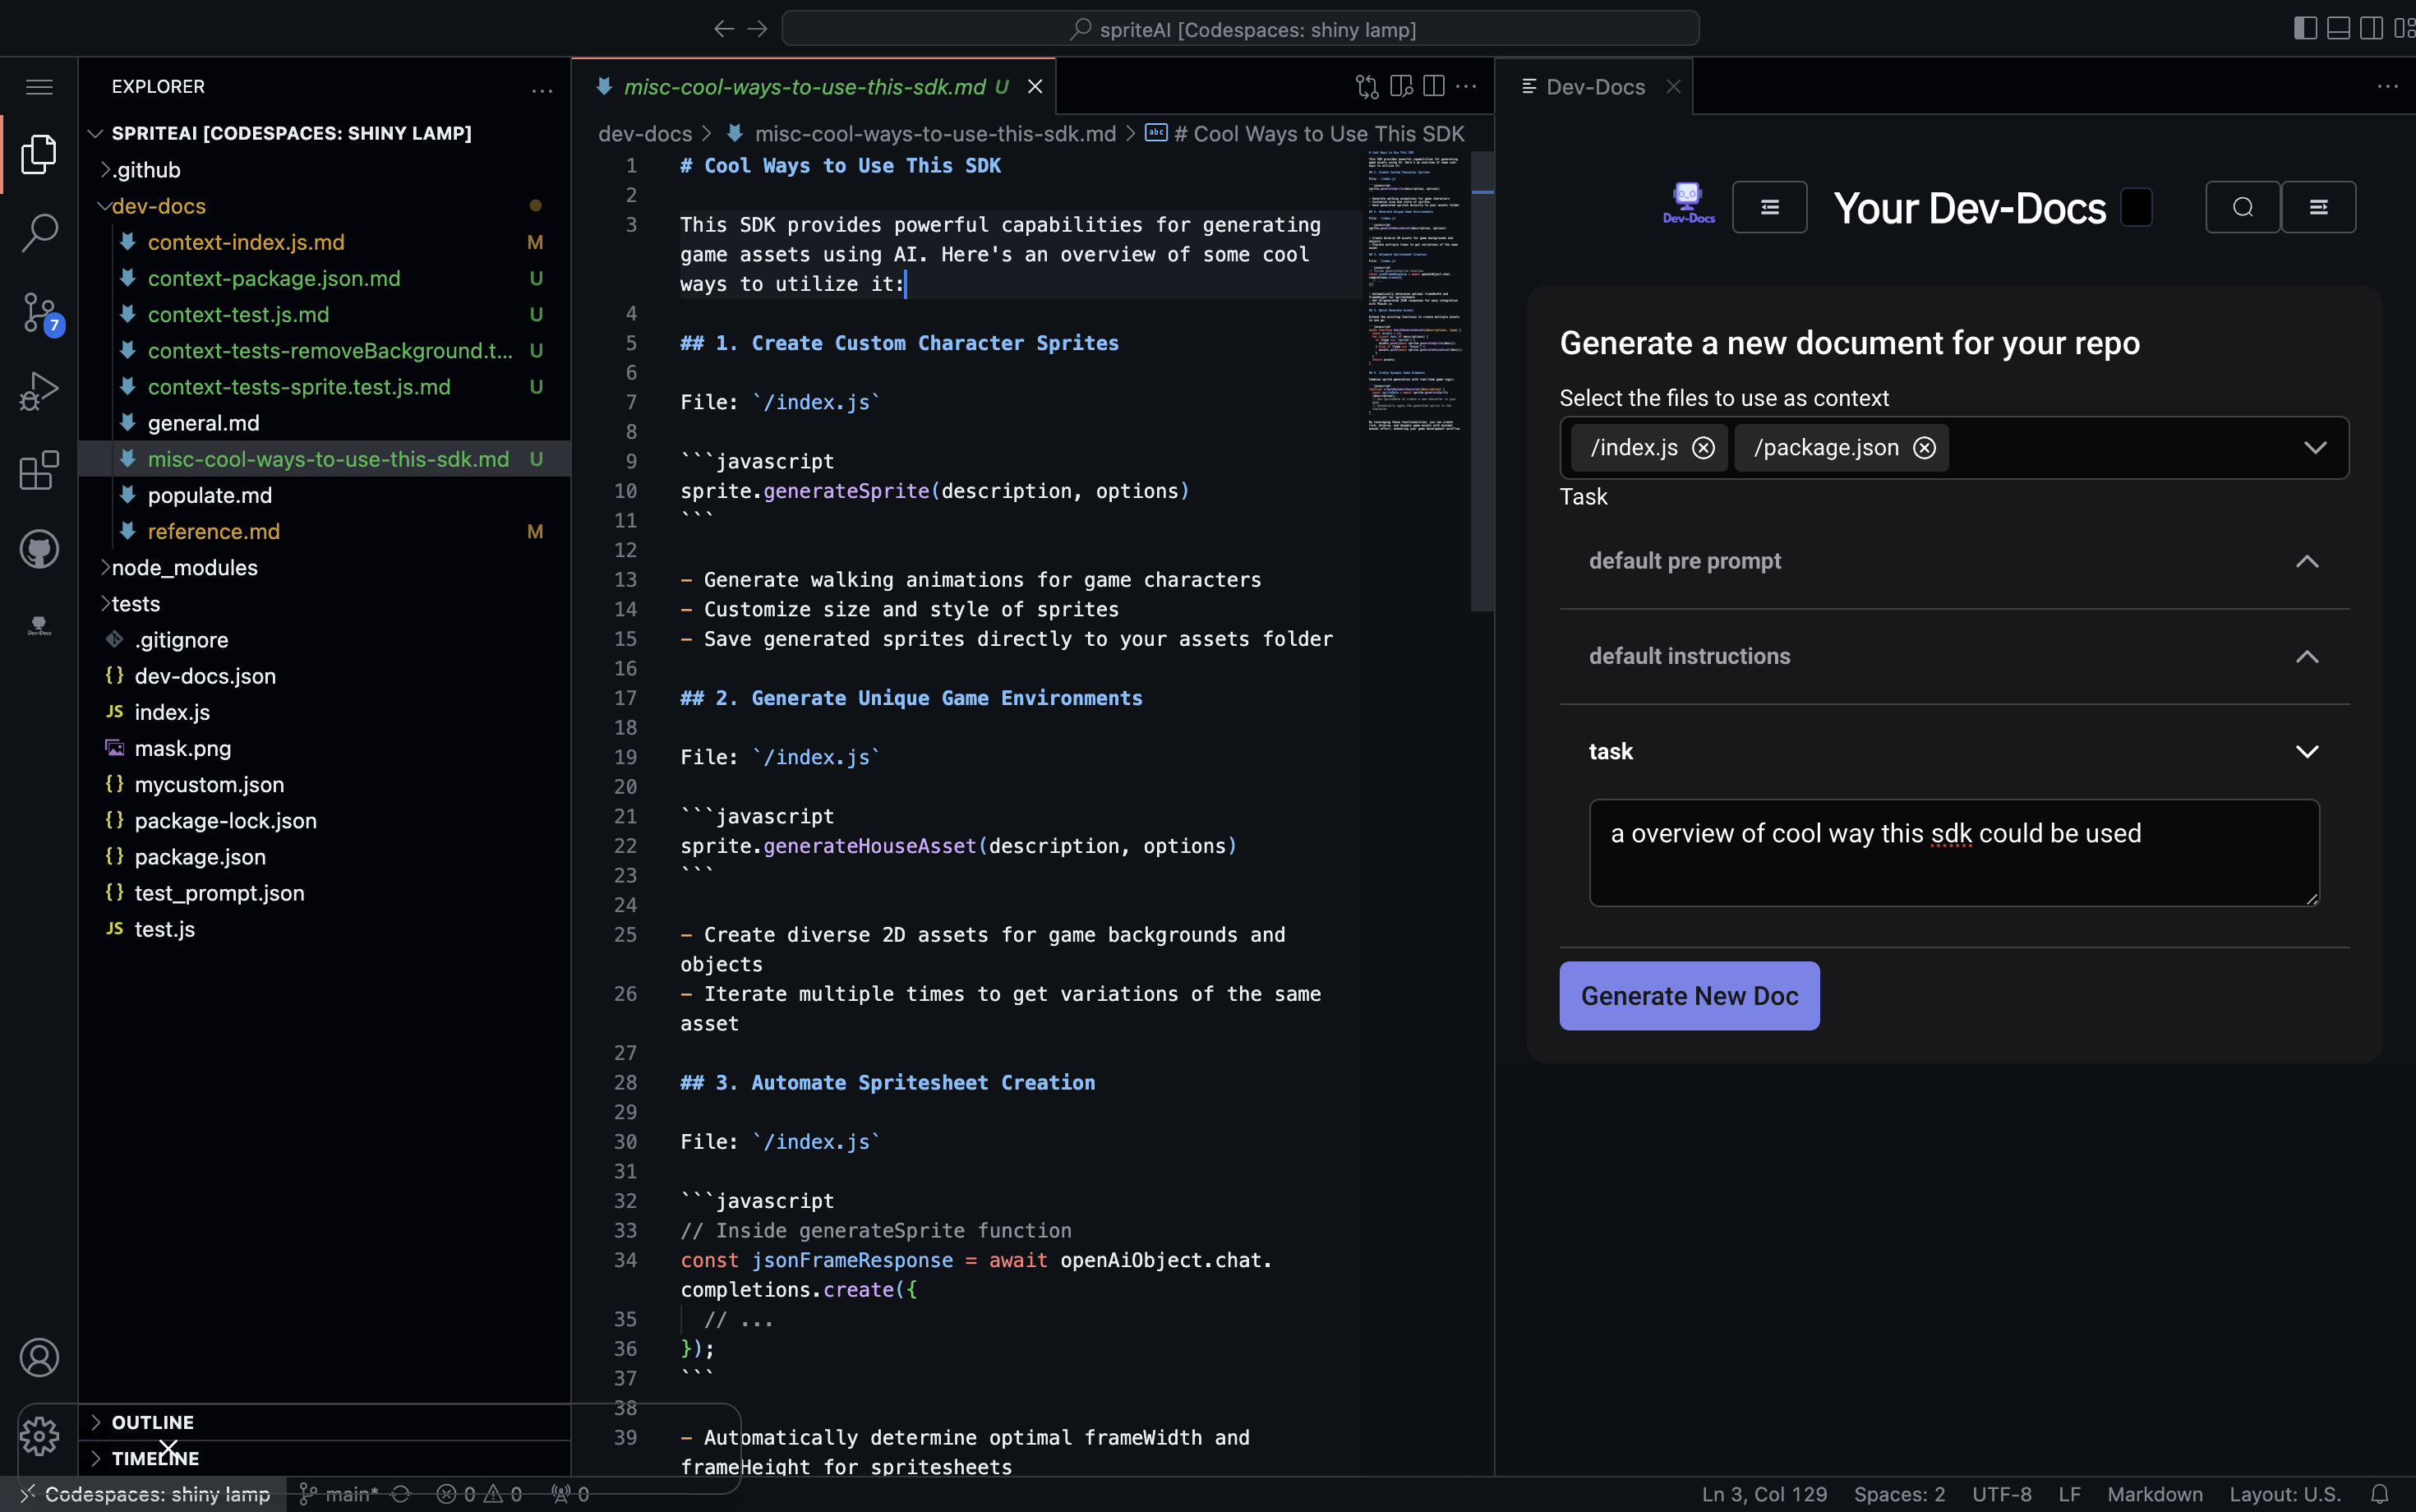 spriteAI [Codespaces: shiny lamp]
EXPLORER
SPRITEAI [CODESPACES: SHINY LAMP]
.github
dev-docs
context-index.js.md M
context-package.json.md U
context-test.js.md U
context-tests-removeBackground.t... U
context-tests-sprite.test.js.md U
general.md
misc-cool-ways-to-use-this-sdk.md U
populate.md
reference.md M
node_modules
tests
.gitignore
dev-docs.json
JS index.js
mask.png
mycustom.json
package-lock.json
package.json
test_prompt.json
JS test.js
OUTLINE
TIMELINE
7
Dev-Docs
misc-cool-ways-to-use-this-sdk.md U
dev-docs > misc-cool-ways-to-use-this-sdk.md > abc # Cool Ways to Use This SDK
1 # Cool Ways to Use This SDK
2
3 This SDK provides powerful capabilities for generating
game assets using AI. Here's an overview of some cool
ways to utilize it:
4
5 ## 1. Create Custom Character Sprites
6
7 File: `/index.js`
8
9 ```javascript
10 sprite.generateSprite(description, options)
11 ```
12
13 - Generate walking animations for game characters
14 - Customize size and style of sprites
15 - Save generated sprites directly to your assets folder
16
17 ## 2. Generate Unique Game Environments
18
19 File: `/index.js`
20
21 ```javascript
22 sprite.generateHouseAsset(description, options)
23 ```
24
25 - Create diverse 2D assets for game backgrounds and
objects
26 - Iterate multiple times to get variations of the same
asset
27
28 ## 3. Automate Spritesheet Creation
29
30 File: `/index.js`
31
32 ```javascript
33 // Inside generateSprite function
34 const jsonFrameResponse = await openAiObject.chat.
completions.create({
35 // ...
36 });
37 ```
38
39 - Automatically determine optimal frameWidth and
frameHeight for spritesheets
Dev-Docs
Dev-Docs
Your Dev-Docs
Generate a new document for your repo
Select the files to use as context
/index.js /package.json
Task
default pre prompt
default instructions
task
a overview of cool way this sdk could be used
Generate New Doc
Codespaces: shiny lamp main* 0 0 0
Ln 3, Col 129 Spaces: 2 UTF-8 LF Markdown Layout: U.S.